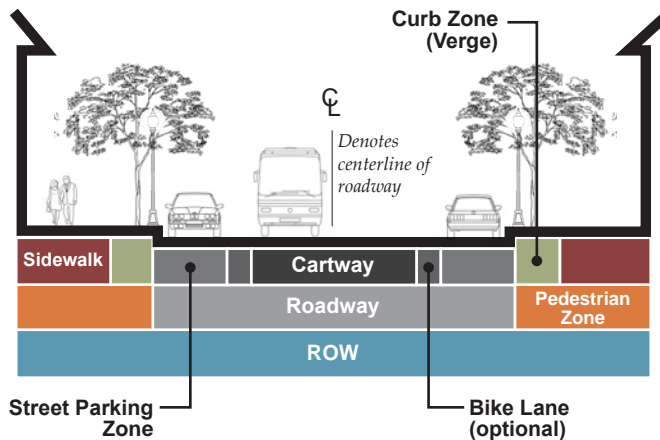 Curb Zone
(Verge)
℄
Denotes
centerline of
roadway
Sidewalk
Cartway
Roadway
Pedestrian
Zone
ROW
Street Parking
Zone
Bike Lane
(optional)